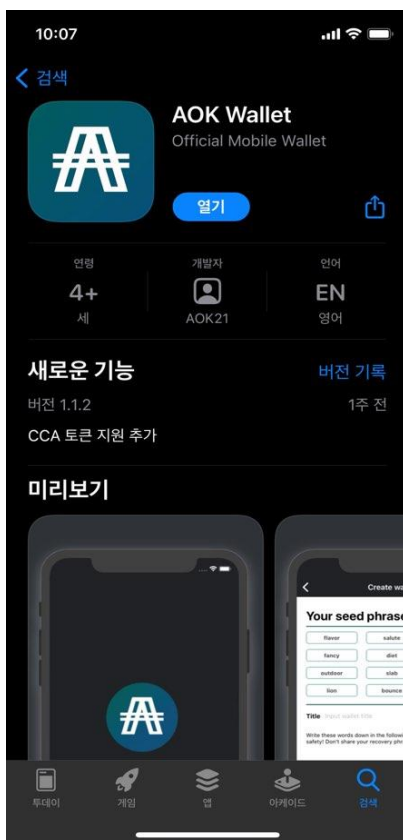 10:07
검색
AOK Wallet
Official Mobile Wallet
열기
연령
4+
세
개발자
AOK21
언어
EN
영어
새로운 기능
버전 기록
버전 1.1.2
1주 전
CCA 토큰 지원 추가
미리보기
Create wa
Your seed phrase
flavor salute
fancy diet
outdoor slab
lion bounce
Title Input wallet title
Write these words down in the followi
safety! Don't share your recovery phr
투데이
게임
앱
아케이드
검색